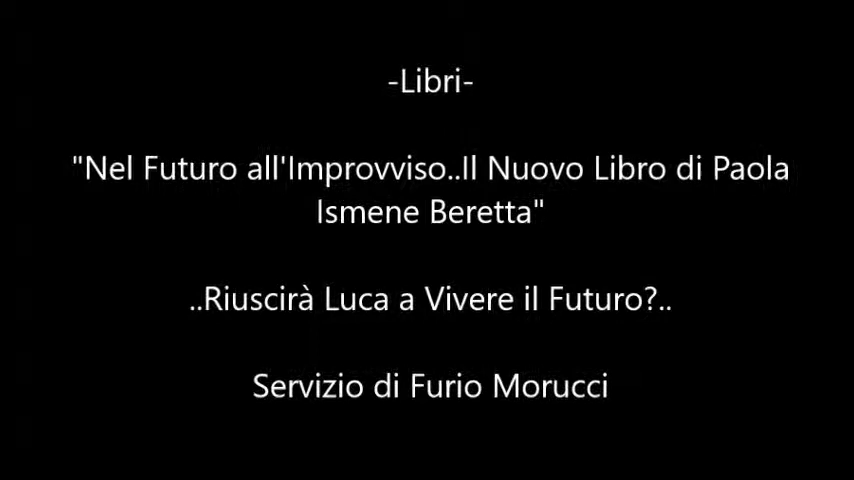 -Libri-
"Nel Futuro all'Improvviso..Il Nuovo Libro di Paola
Ismene Beretta"
..Riuscirà Luca a Vivere il Futuro?..
Servizio di Furio Morucci